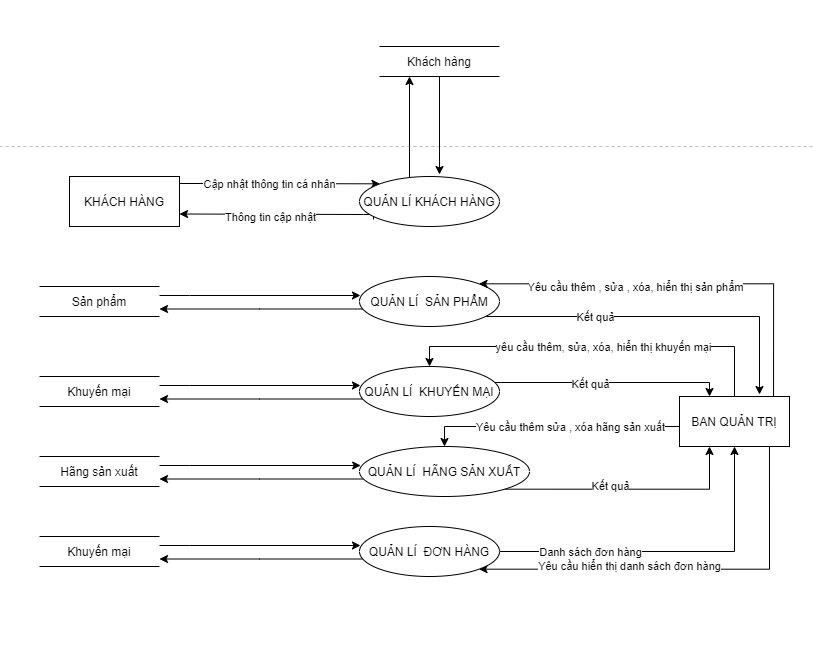 Khách hàng
KHÁCH HÀNG
Cập nhật thông tin cá nhân
Thông tin cập nhật
QUẢN LÍ KHÁCH HÀNG
Sản phẩm
QUẢN LÍ SẢN PHẨM
Yêu cầu thêm , sửa , xóa, hiển thị sản phẩm
Kết quả
yêu cầu thêm, sửa, xóa, hiển thị khuyến mại
Khuyến mại
QUẢN LÍ KHUYẾN MẠI
Kết quả
BAN QUẢN TRỊ
Yêu cầu thêm sửa , xóa hãng sản xuất
Hãng sản xuất
QUẢN LÍ HÃNG SẢN XUẤT
Kết quả
Khuyến mại
QUẢN LÍ ĐƠN HÀNG
Danh sách đơn hàng
Yêu cầu hiển thị danh sách đơn hàng